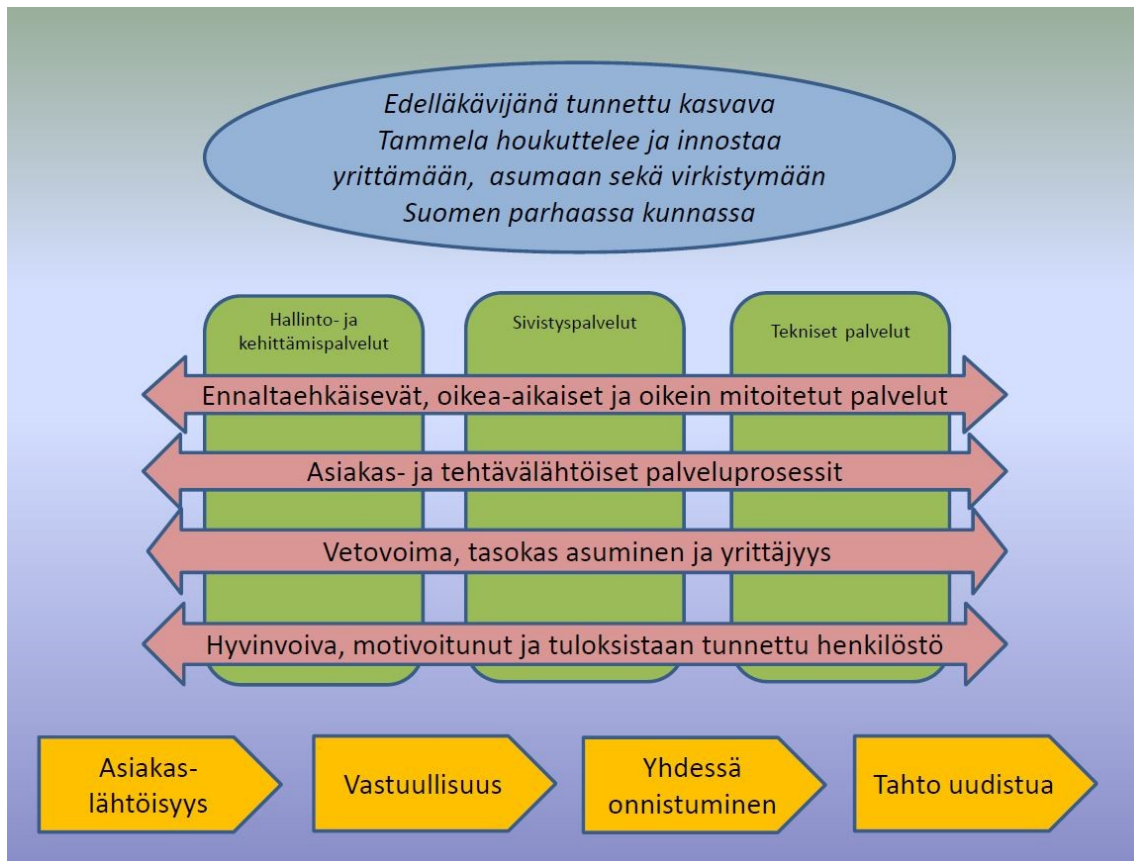 Edelläkävijänä tunnettu kasvava
Tammela houkuttelee ja innostaa
yrittämään, asumaan sekä virkistymään
Suomen parhaassa kunnassa
Hallinto- ja
kehittämispalvelut
Sivistyspalvelut
Tekniset palvelut
Ennaltaehkäisevät, oikea-aikaiset ja oikein mitoitetut palvelut
Asiakas- ja tehtävälähtöiset palveluprosessit
Vetovoima, tasokas asuminen ja yrittäjyys
Hyvinvoiva, motivoitunut ja tuloksistaan tunnettu henkilöstö
Asiakas-
lähtöisyys
Vastuullisuus
Yhdessä
onnistuminen
Tahto uudistua